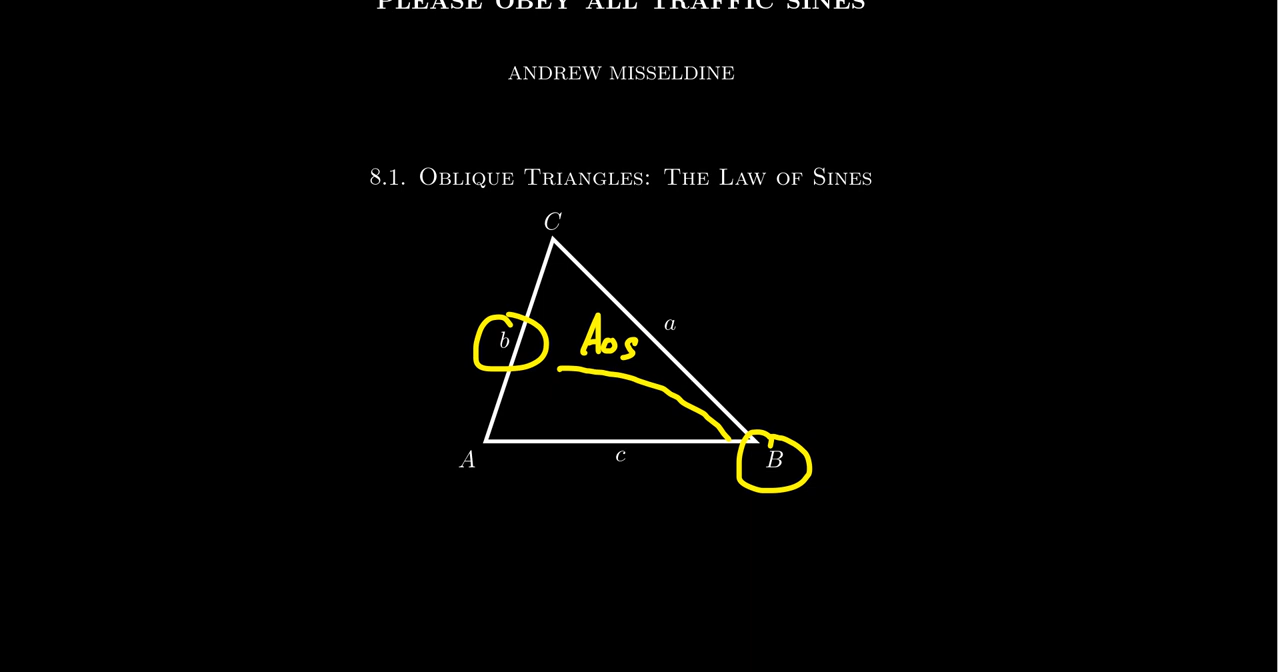 PLEASE OBEY ALL TRAFFIC SINES
ANDREW MISSELDINE
8.1. OBLIQUE TRIANGLES: THE LAW OF SINES
C
b
AoS
a
A
c
B